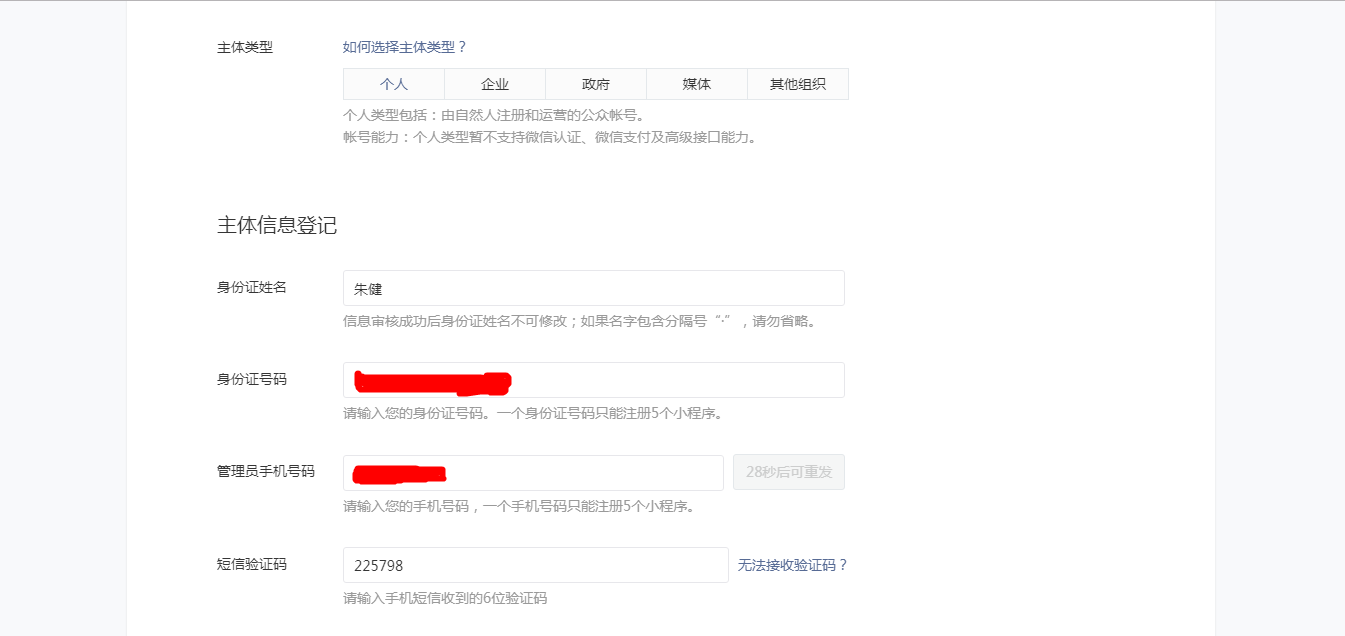 主体类型 如何选择主体类型？
个人 企业 政府 媒体 其他组织
个人类型包括：由自然人注册和运营的公众帐号。
帐号能力：个人类型暂不支持微信认证、微信支付及高级接口能力。
主体信息登记
身份证姓名 朱健
信息审核成功后身份证姓名不可修改；如果名字包含分隔号“·”，请勿省略。
身份证号码
请输入您的身份证号码。一个身份证号码只能注册5个小程序。
管理员手机号码 28秒后可重发
请输入您的手机号码，一个手机号码只能注册5个小程序。
短信验证码 225798 无法接收验证码？
请输入手机短信收到的6位验证码